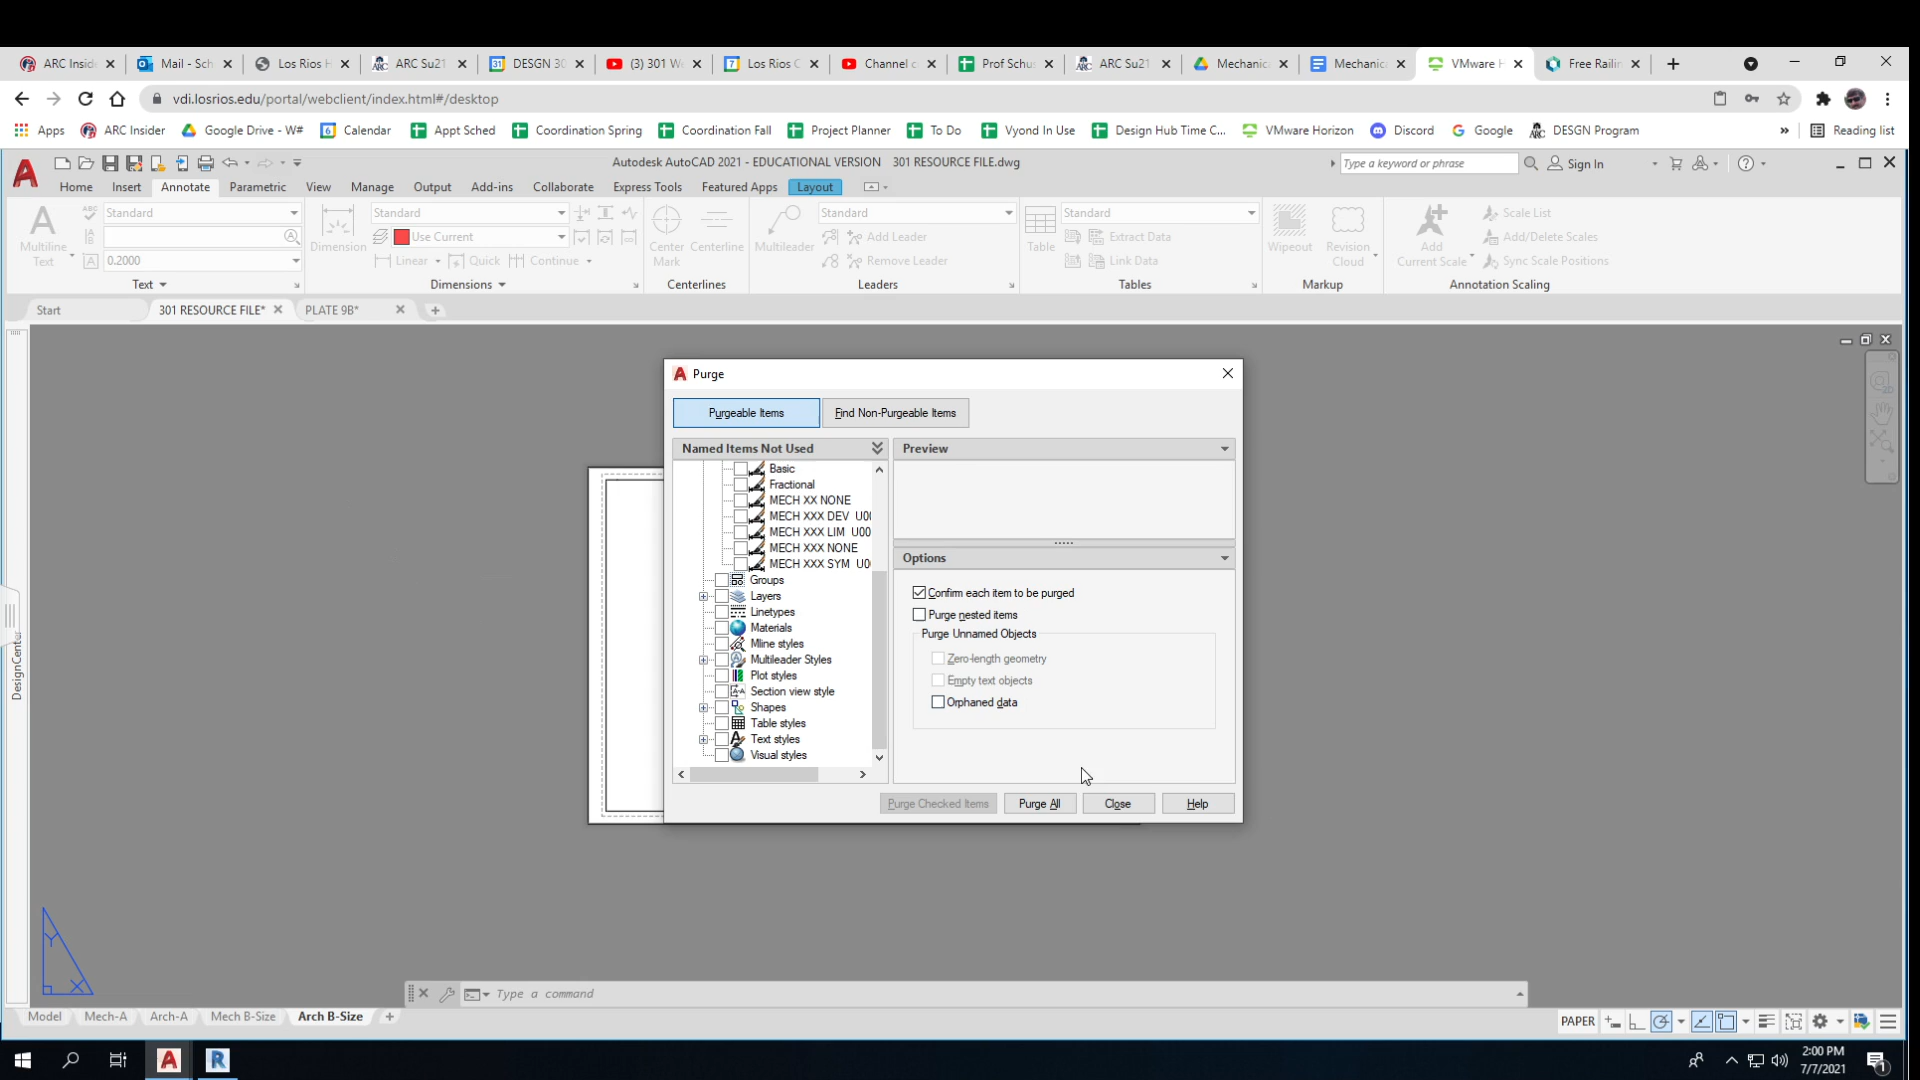 ARC Insid
Mail - Sch
Los Rios H
ARC Su21
DESGN 30
(3) 301 We
Los Rios C
Channel c
Prof Schu
ARC Su21
Mechanic
Mechanic
VMware H
Free Railin
vdi.losrios.edu/portal/webclient/index.html#/desktop
Apps
ARC Insider
Google Drive - W#
Calendar
Appt Sched
Coordination Spring
Coordination Fall
Project Planner
To Do
Vyond In Use
Design Hub Time C...
VMware Horizon
Discord
Google
DESGN Program
»
Reading list
Autodesk AutoCAD 2021 - EDUCATIONAL VERSION 301 RESOURCE FILE.dwg
Type a keyword or phrase
Sign In
Home
Insert
Annotate
Parametric
View
Manage
Output
Add-ins
Collaborate
Express Tools
Featured Apps
Layout
Multiline
Text
Standard
0.2000
Text
Dimension
Standard
Use Current
Linear
Quick
Continue
Dimensions
Center
Mark
Centerline
Centerlines
Multileader
Standard
Add Leader
Remove Leader
Leaders
Table
Standard
Extract Data
Link Data
Tables
Wipeout
Revision
Cloud
Markup
Add
Current Scale
Scale List
Add/Delete Scales
Sync Scale Positions
Annotation Scaling
Start
301 RESOURCE FILE*
PLATE 9B*
DesignCenter
Purge
Purgeable Items
Find Non-Purgeable Items
Named Items Not Used
Basic
Fractional
MECH XX NONE
MECH XXX DEV U00
MECH XXX LIM U00
MECH XXX NONE
MECH XXX SYM U00
Groups
Layers
Linetypes
Materials
Mline styles
Multileader Styles
Plot styles
Section view style
Shapes
Table styles
Text styles
Visual styles
Preview
Options
Confirm each item to be purged
Purge nested items
Purge Unnamed Objects
Zero-length geometry
Empty text objects
Orphaned data
Purge Checked Items
Purge All
Close
Help
Y
X
Type a command
Model
Mech-A
Arch-A
Mech B-Size
Arch B-Size
PAPER
2:00 PM
7/7/2021